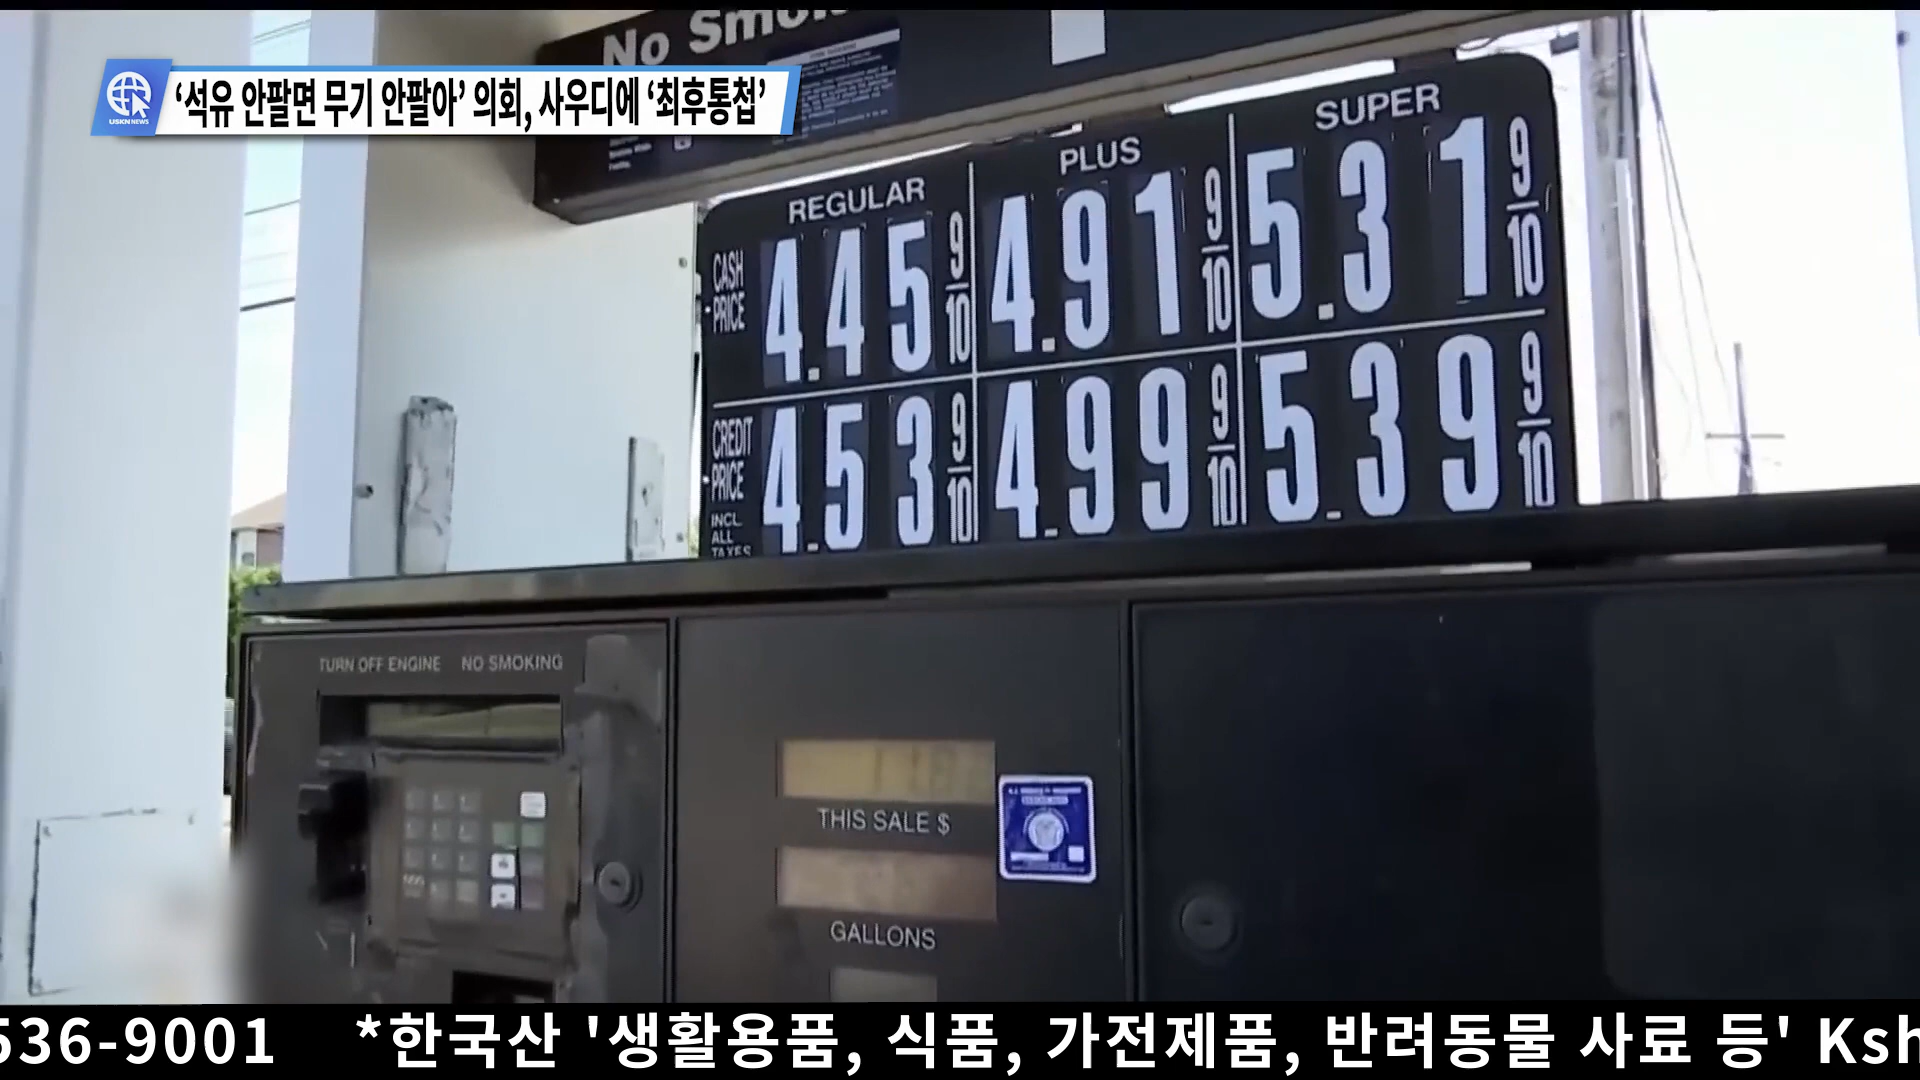 No Smo
USKN NEWS
‘석유 안팔면 무기 안팔아’ 의회, 사우디에 ‘최후통첩’
REGULAR PLUS SUPER
CASH PRICE 4.45 9/10 4.91 9/10 5.31 9/10
CREDIT PRICE 4.53 9/10 4.99 9/10 5.39 9/10
INCL
ALL
TAXES
TURN OFF ENGINE NO SMOKING
THIS SALE $
GALLONS
536-9001 *한국산 '생활용품, 식품, 가전제품, 반려동물 사료 등' Ksh